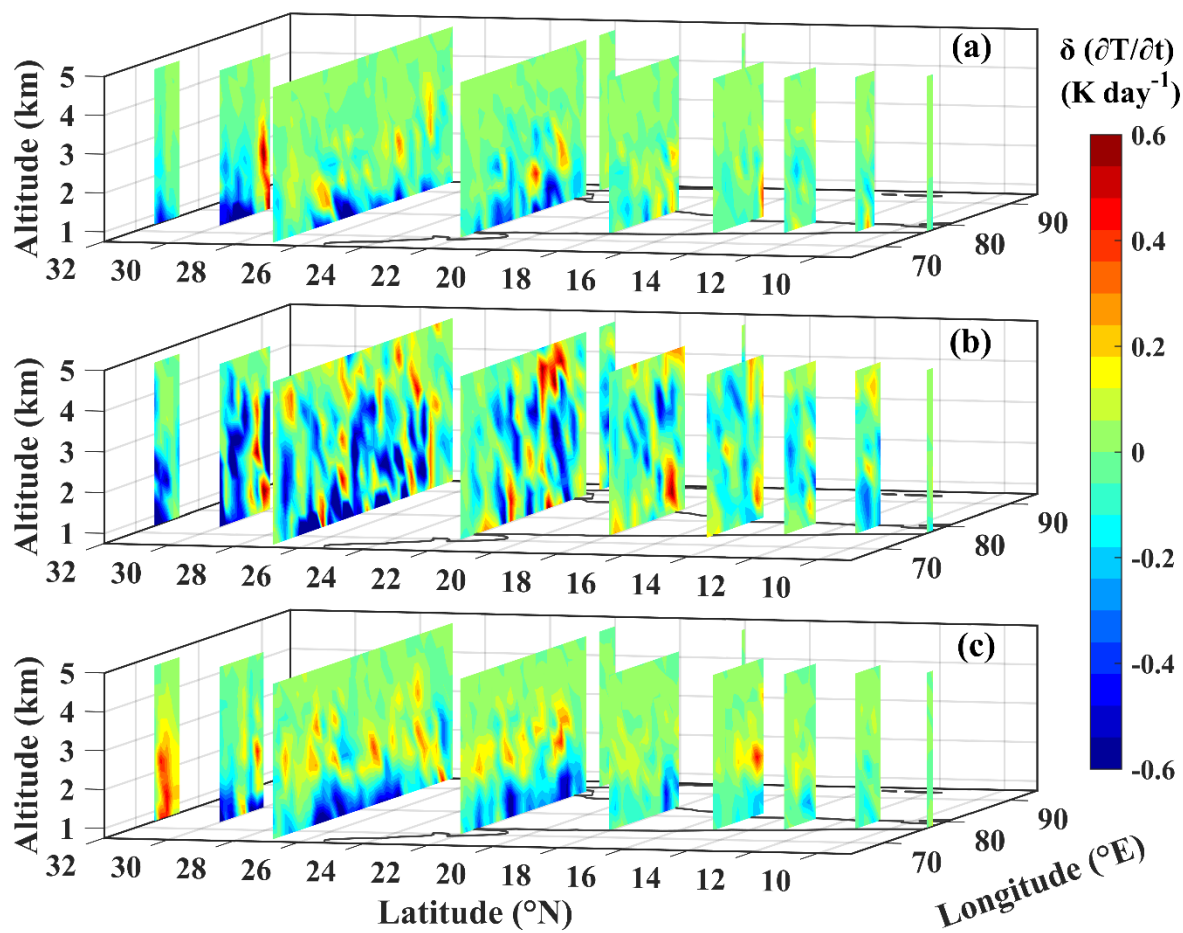 (a)
δ (∂T/∂t)
(K day⁻¹)
Altitude (km)
5
4
3
2
1
32 30 28 26 24 22 20 18 16 14 12 10
70 80 90
0.6
0.4
0.2
0
-0.2
-0.4
-0.6
(b)
Altitude (km)
5
4
3
2
1
32 30 28 26 24 22 20 18 16 14 12 10
70 80 90
(c)
Altitude (km)
5
4
3
2
1
32 30 28 26 24 22 20 18 16 14 12 10
70 80 90
Latitude (°N)
Longitude (°E)